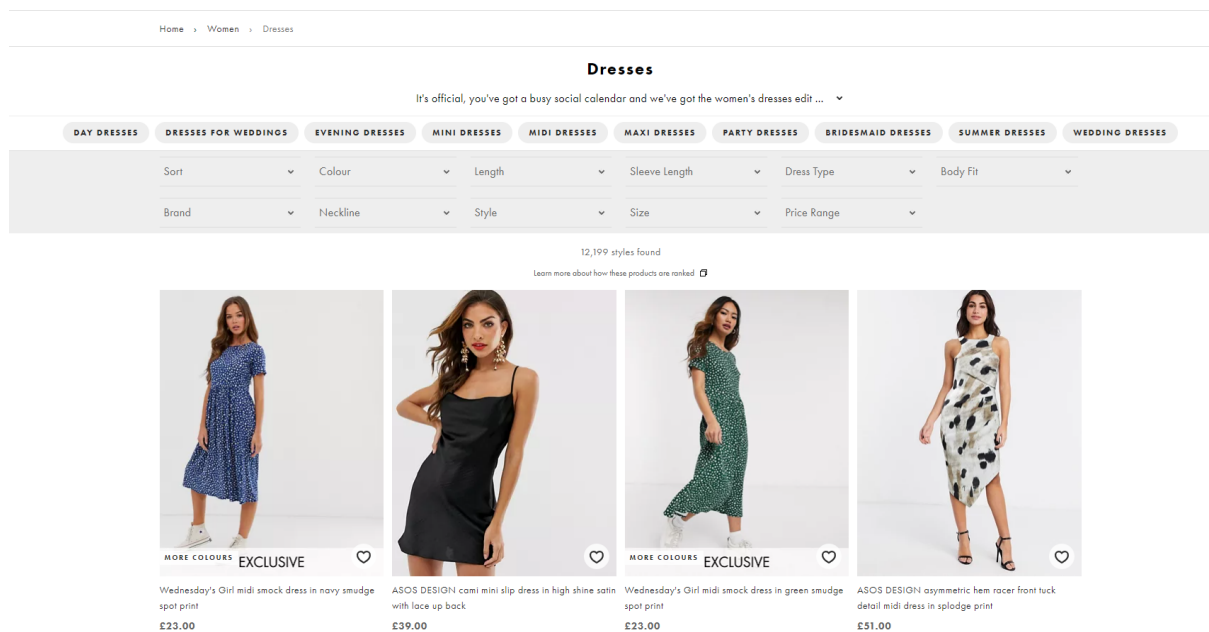 Home › Women › Dresses
Dresses
It's official, you've got a busy social calendar and we've got the women's dresses edit ...
DAY DRESSES DRESSES FOR WEDDINGS EVENING DRESSES MINI DRESSES MIDI DRESSES MAXI DRESSES PARTY DRESSES BRIDESMAID DRESSES SUMMER DRESSES WEDDING DRESSES
Sort Colour Length Sleeve Length Dress Type Body Fit
Brand Neckline Style Size Price Range
12,199 styles found
Learn more about how these products are ranked
MORE COLOURS EXCLUSIVE
MORE COLOURS EXCLUSIVE
Wednesday's Girl midi smock dress in navy smudge
spot print
£23.00
ASOS DESIGN cami mini slip dress in high shine satin
with lace up back
£39.00
Wednesday's Girl midi smock dress in green smudge
spot print
£23.00
ASOS DESIGN asymmetric hem racer front tuck
detail midi dress in splodge print
£51.00